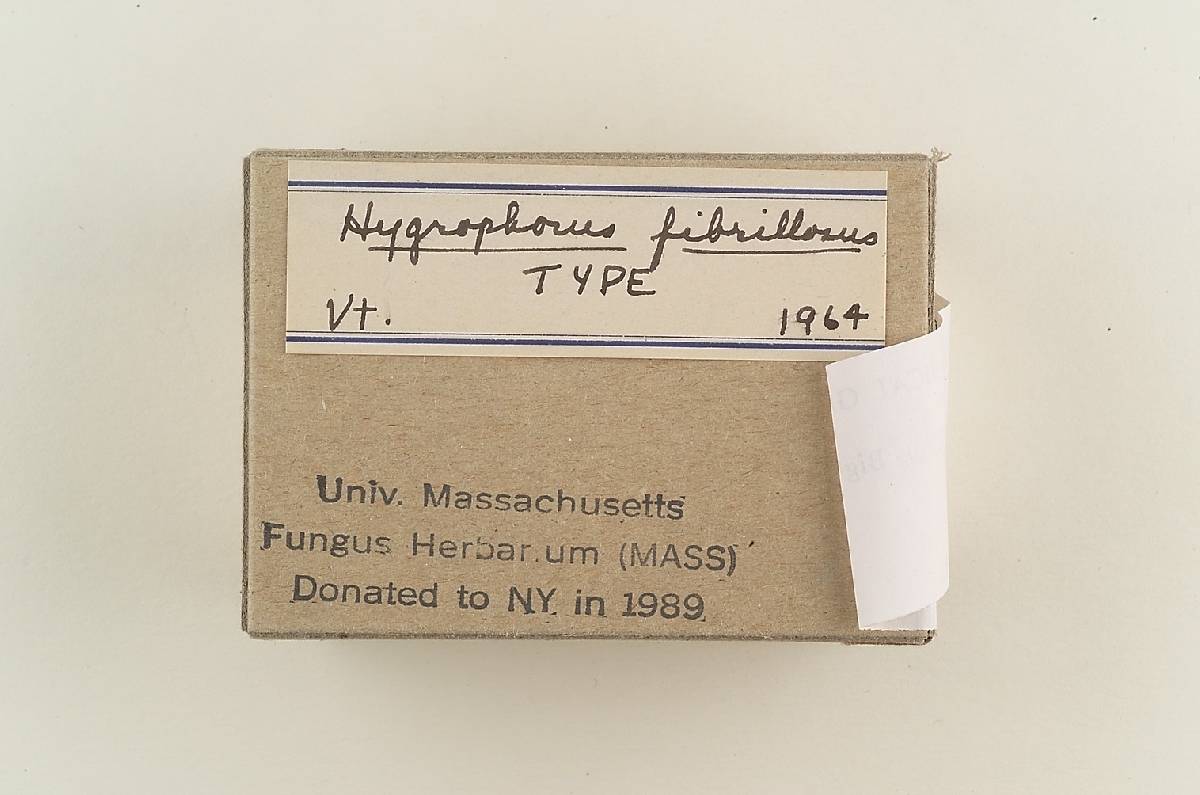 Hygrophorus fibrillosus
TYPE
Vt. 1964
Univ. Massachusetts
Fungus Herbar.um (MASS)
Donated to NY in 1989